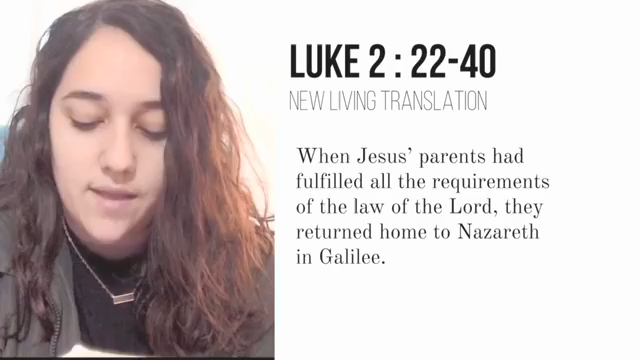 LUKE 2 : 22-40
NEW LIVING TRANSLATION
When Jesus’ parents had
fulfilled all the requirements
of the law of the Lord, they
returned home to Nazareth
in Galilee.